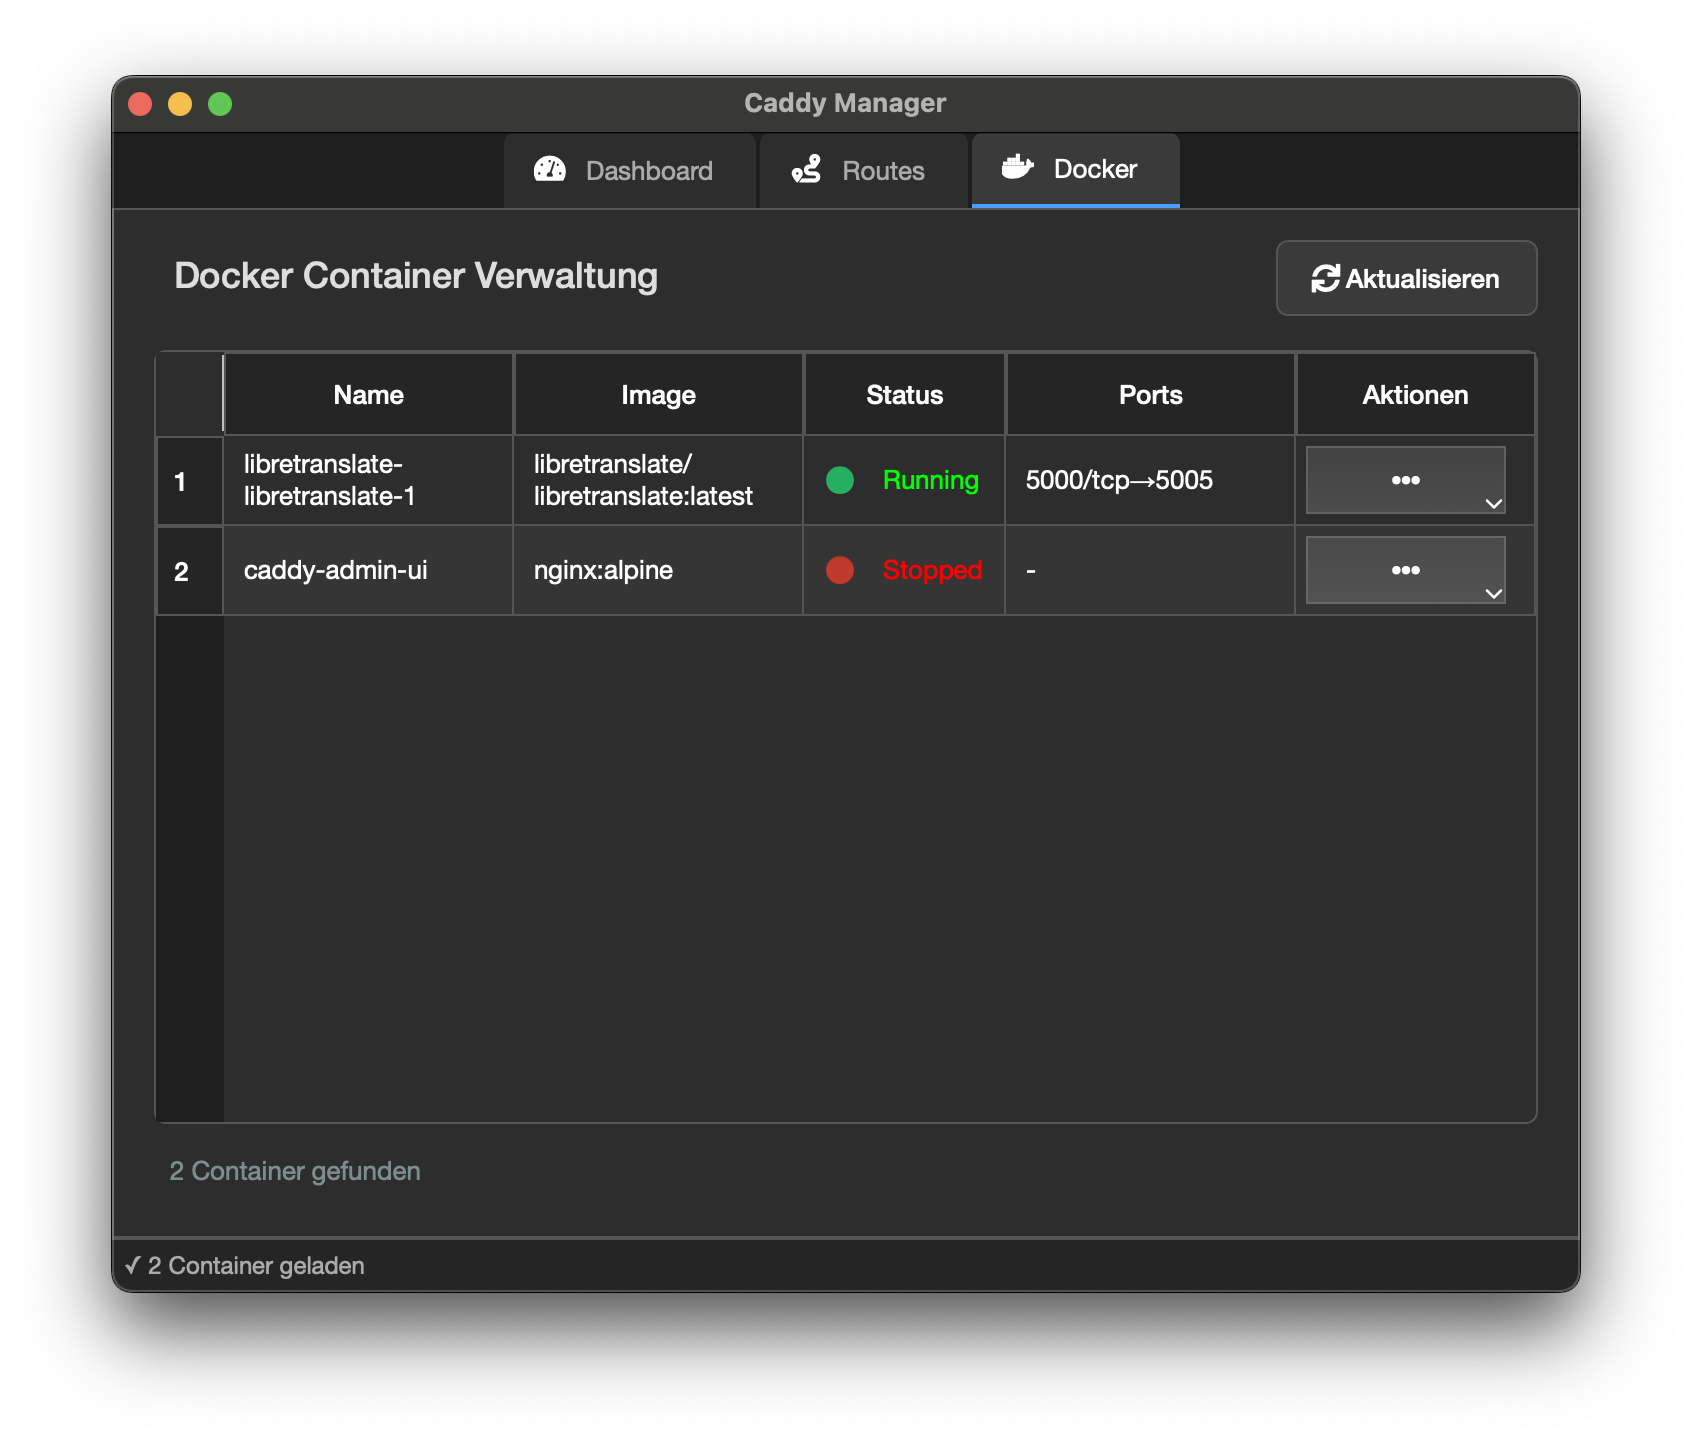 Caddy Manager
Dashboard
Routes
Docker
Docker Container Verwaltung
Aktualisieren
Name
Image
Status
Ports
Aktionen
1
libretranslate-
libretranslate-1
libretranslate/
libretranslate:latest
Running
5000/tcp→5005
•••
2
caddy-admin-ui
nginx:alpine
Stopped
-
•••
2 Container gefunden
✓ 2 Container geladen